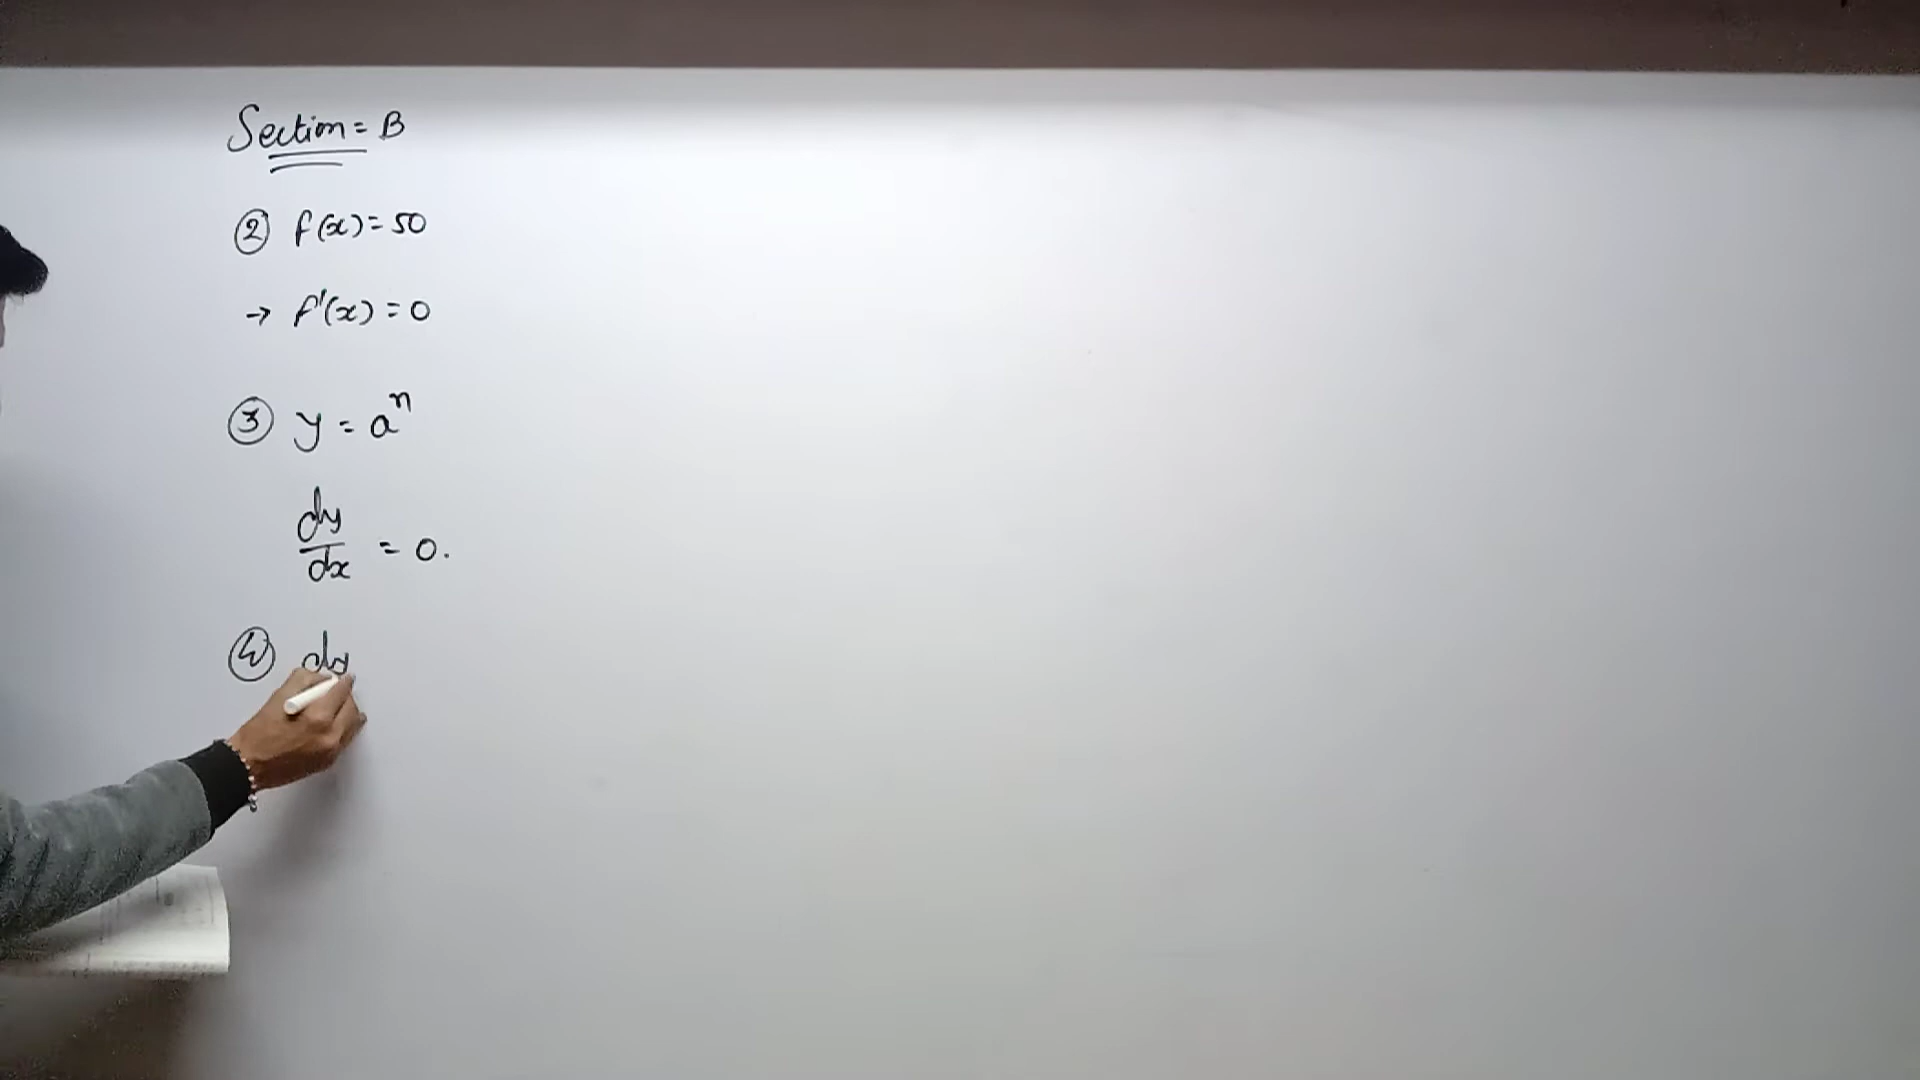 Section = B
② f(x) = 50
→ f'(x) = 0
③ y = aⁿ
dy
dx = 0.
④ dy